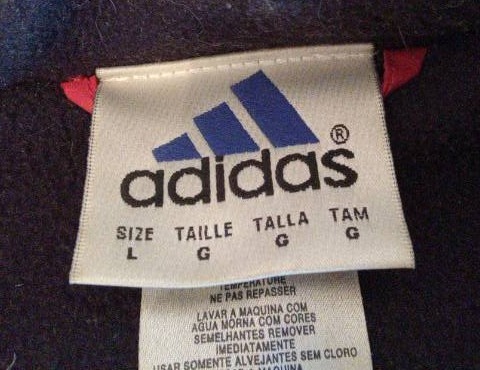 adidas®
SIZE TAILLE TALLA TAM
L G G G
TEMPERATURE
NE PAS REPASSER
LAVAR A MAQUINA COM
AGUA MORNA COM CORES
SEMELHANTES REMOVER
IMEDIATAMENTE
USAR SOMENTE ALVEJANTES SEM CLORO
MAQUINA